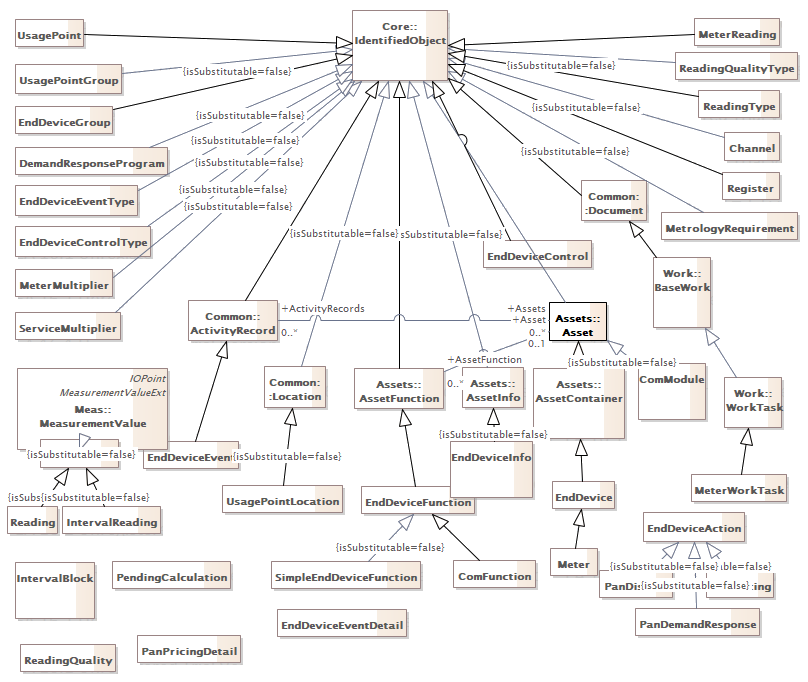 Core::
IdentifiedObject
UsagePoint
MeterReading
{isSubstitutable=false}
{isSubstitutable=false}
UsagePointGroup
ReadingQualityType
EndDeviceGroup
{isSubstitutable=false}
{isSubstitutable=false}
ReadingType
{isSubstitutable=false}
DemandResponseProgram
{isSubstitutable=false}
{isSubstitutable=false}
Channel
{isSubstitutable=false}
EndDeviceEventType
{isSubstitutable=false}
Common:
:Document
Register
EndDeviceControlType
{isSubstitutable=false}
sSubstitutable=false}
MetrologyRequirement
EndDeviceControl
MeterMultiplier
Work::
BaseWork
ServiceMultiplier
Common::
ActivityRecord
+ActivityRecords
0..*
+Assets
+Asset
0..*
0..1
Assets::
Asset
IOPoint
MeasurementValueExt
Meas::
MeasurementValue
{isSubstitutable=false}
Common:
:Location
Assets::
AssetFunction
+AssetFunction
0..*
Assets::
AssetInfo
Assets::
AssetContainer
{isSubstitutable=false}
ComModule
Work::
WorkTask
EndDeviceEven
{isSubstitutable=false}
{isSubstitutable=false}
EndDeviceInfo
{isSubs
{isSubstitutable=false}
Reading
IntervalReading
UsagePointLocation
EndDeviceFunction
EndDevice
MeterWorkTask
{isSubstitutable=false}
EndDeviceAction
IntervalBlock
PendingCalculation
SimpleEndDeviceFunction
ComFunction
Meter
{isSubstitutable=false}
able=false}
PanDis
{isSubstitutable=false}
ing
EndDeviceEventDetail
PanDemandResponse
ReadingQuality
PanPricingDetail